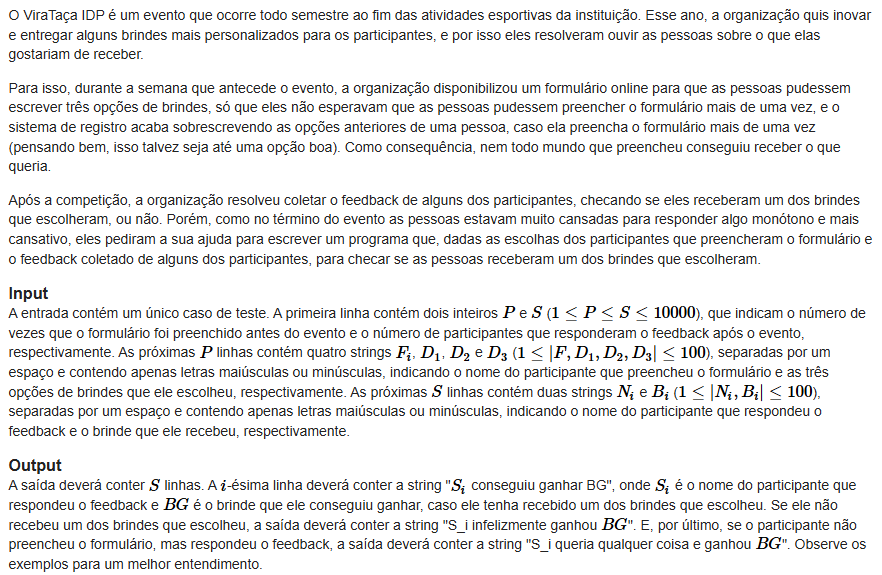 O ViraTaça IDP é um evento que ocorre todo semestre ao fim das atividades esportivas da instituição. Esse ano, a organização quis inovar
e entregar alguns brindes mais personalizados para os participantes, e por isso eles resolveram ouvir as pessoas sobre o que elas
gostariam de receber.
Para isso, durante a semana que antecede o evento, a organização disponibilizou um formulário online para que as pessoas pudessem
escrever três opções de brindes, só que eles não esperavam que as pessoas pudessem preencher o formulário mais de uma vez, e o
sistema de registro acaba sobrescrevendo as opções anteriores de uma pessoa, caso ela preencha o formulário mais de uma vez
(pensando bem, isso talvez seja até uma opção boa). Como consequência, nem todo mundo que preencheu conseguiu receber o que
queria.
Após a competição, a organização resolveu coletar o feedback de alguns dos participantes, checando se eles receberam um dos brindes
que escolheram, ou não. Porém, como no término do evento as pessoas estavam muito cansadas para responder algo monótono e mais
cansativo, eles pediram a sua ajuda para escrever um programa que, dadas as escolhas dos participantes que preencheram o formulário e
o feedback coletado de alguns dos participantes, para checar se as pessoas receberam um dos brindes que escolheram.
Input
A entrada contém um único caso de teste. A primeira linha contém dois inteiros P e S (1 ≤ P ≤ S ≤ 10000), que indicam o número de
vezes que o formulário foi preenchido antes do evento e o número de participantes que responderam o feedback após o evento,
respectivamente. As próximas P linhas contém quatro strings F_i, D_1, D_2 e D_3 (1 ≤ |F, D_1, D_2, D_3| ≤ 100), separadas por um
espaço e contendo apenas letras maiúsculas ou minúsculas, indicando o nome do participante que preencheu o formulário e as três
opções de brindes que ele escolheu, respectivamente. As próximas S linhas contém duas strings N_i e B_i (1 ≤ |N_i, B_i| ≤ 100),
separadas por um espaço e contendo apenas letras maiúsculas ou minúsculas, indicando o nome do participante que respondeu o
feedback e o brinde que ele recebeu, respectivamente.
Output
A saída deverá conter S linhas. A i-ésima linha deverá conter a string "S_i conseguiu ganhar BG", onde S_i é o nome do participante que
respondeu o feedback e BG é o brinde que ele conseguiu ganhar, caso ele tenha recebido um dos brindes que escolheu. Se ele não
recebeu um dos brindes que escolheu, a saída deverá conter a string "S_i infelizmente ganhou BG". E, por último, se o participante não
preencheu o formulário, mas respondeu o feedback, a saída deverá conter a string "S_i queria qualquer coisa e ganhou BG". Observe os
exemplos para um melhor entendimento.